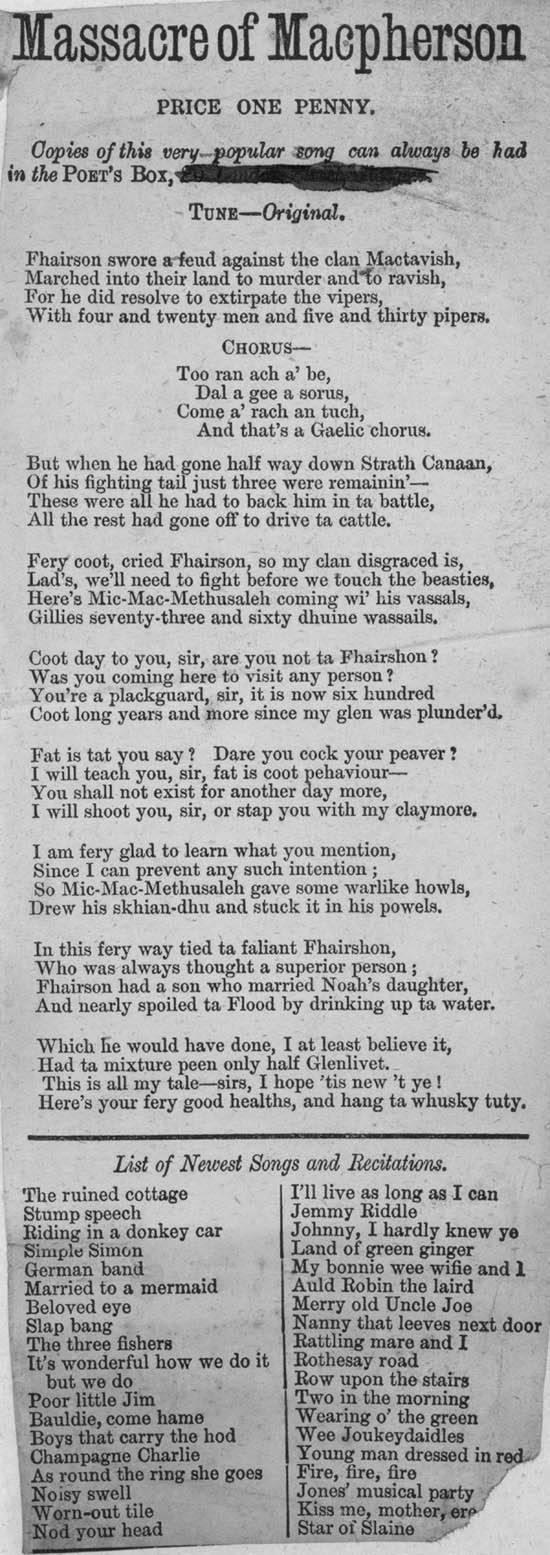 Massacre of Macpherson
PRICE ONE PENNY.
Copies of this very popular song can always be had
in the POET'S BOX,
TUNE—Original.
Fhairson swore a feud against the clan Mactavish,
Marched into their land to murder and to ravish,
For he did resolve to extirpate the vipers,
With four and twenty men and five and thirty pipers.
CHORUS—
Too ran ach a' be,
Dal a gee a sorus,
Come a' rach an tuch,
And that's a Gaelic chorus.
But when he had gone half way down Strath Canaan,
Of his fighting tail just three were remainin'—
These were all he had to back him in ta battle,
All the rest had gone off to drive ta cattle.
Fery coot, cried Fhairson, so my clan disgraced is,
Lad's, we'll need to fight before we touch the beasties,
Here's Mic-Mac-Methusaleh coming wi' his vassals,
Gillies seventy-three and sixty dhuine wassails.
Coot day to you, sir, are you not ta Fhairshon?
Was you coming here to visit any person?
You're a plackguard, sir, it is now six hundred
Coot long years and more since my glen was plunder'd.
Fat is tat you say? Dare you cock your peaver?
I will teach you, sir, fat is coot pehaviour—
You shall not exist for another day more,
I will shoot you, sir, or stap you with my claymore.
I am fery glad to learn what you mention,
Since I can prevent any such intention;
So Mic-Mac-Methusaleh gave some warlike howls,
Drew his skhian-dhu and stuck it in his powels.
In this fery way tied ta faliant Fhairshon,
Who was always thought a superior person;
Fhairson had a son who married Noah's daughter,
And nearly spoiled ta Flood by drinking up ta water.
Which he would have done, I at least believe it,
Had ta mixture peen only half Glenlivet.
This is all my tale—sirs, I hope 'tis new 't ye!
Here's your fery good healths, and hang ta whusky tuty.
List of Newest Songs and Recitations.
The ruined cottage
Stump speech
Riding in a donkey car
Simple Simon
German band
Married to a mermaid
Beloved eye
Slap bang
The three fishers
It's wonderful how we do it
but we do
Poor little Jim
Bauldie, come hame
Boys that carry the hod
Champagne Charlie
As round the ring she goes
Noisy swell
Worn-out tile
Nod your head
I'll live as long as I can
Jemmy Riddle
Johnny, I hardly knew ye
Land of green ginger
My bonnie wee wifie and I
Auld Robin the laird
Merry old Uncle Joe
Nanny that leeves next door
Rattling mare and I
Rothesay road
Row upon the stairs
Two in the morning
Wearing o' the green
Wee Joukeydaidles
Young man dressed in red
Fire, fire, fire
Jones' musical party
Kiss me, mother, ere
Star of Slaine